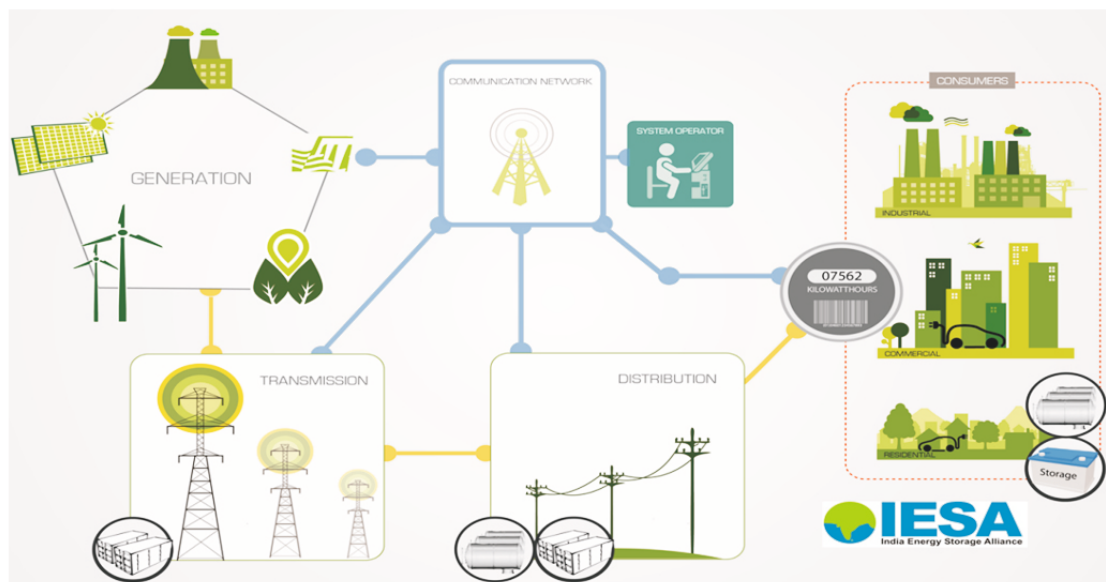 COMMUNICATION NETWORK
CONSUMERS
SYSTEM OPERATOR
GENERATION
INDUSTRIAL
07562
KILOWATTHOURS
COMMERCIAL
TRANSMISSION
DISTRIBUTION
RESIDENTIAL
Storage
IESA
India Energy Storage Alliance